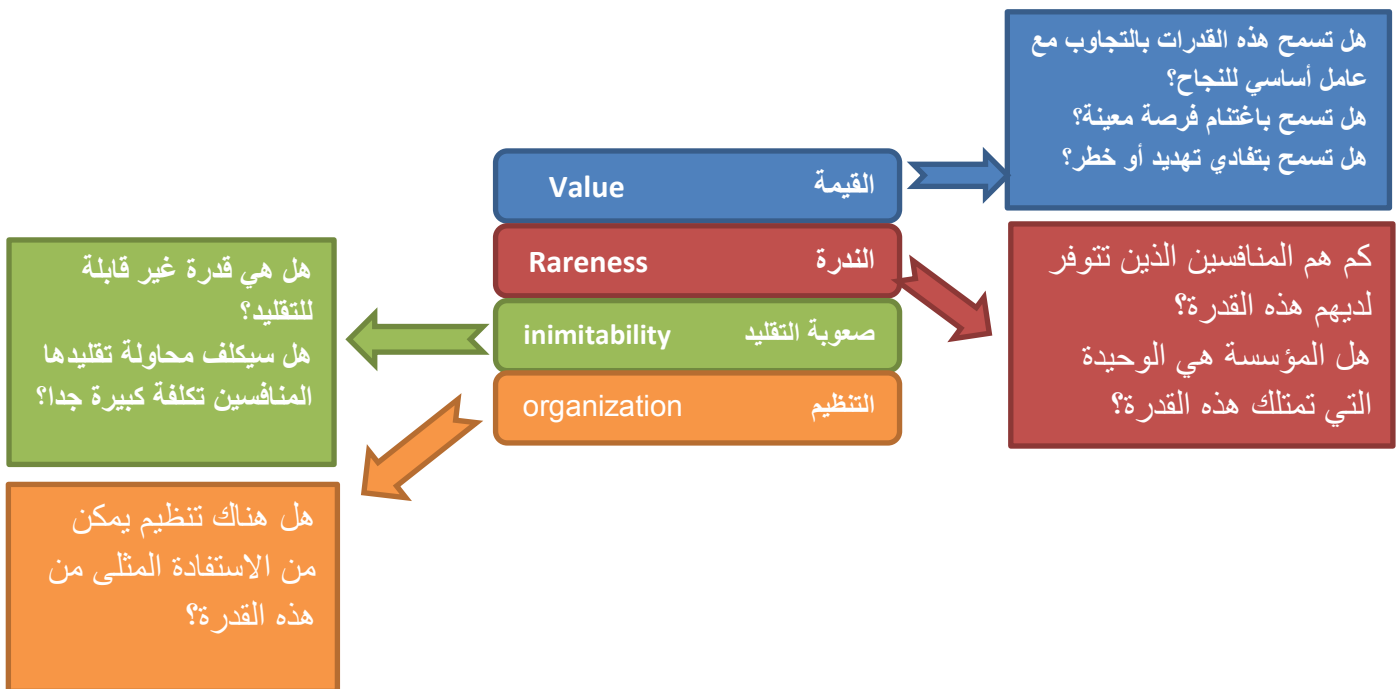 هل تسمح هذه القدرات بالتجاوب مع
عامل أساسي للنجاح؟
هل تسمح باغتنام فرصة معينة؟
هل تسمح بتفادي تهديد أو خطر؟
القيمة Value
الندرة Rareness
صعوبة التقليد inimitability
التنظيم organization
كم هم المنافسين الذين تتوفر
لديهم هذه القدرة؟
هل المؤسسة هي الوحيدة
التي تمتلك هذه القدرة؟
هل هي قدرة غير قابلة
للتقليد؟
هل سيكلف محاولة تقليدها
المنافسين تكلفة كبيرة جدا؟
هل هناك تنظيم يمكن
من الاستفادة المثلى من
هذه القدرة؟